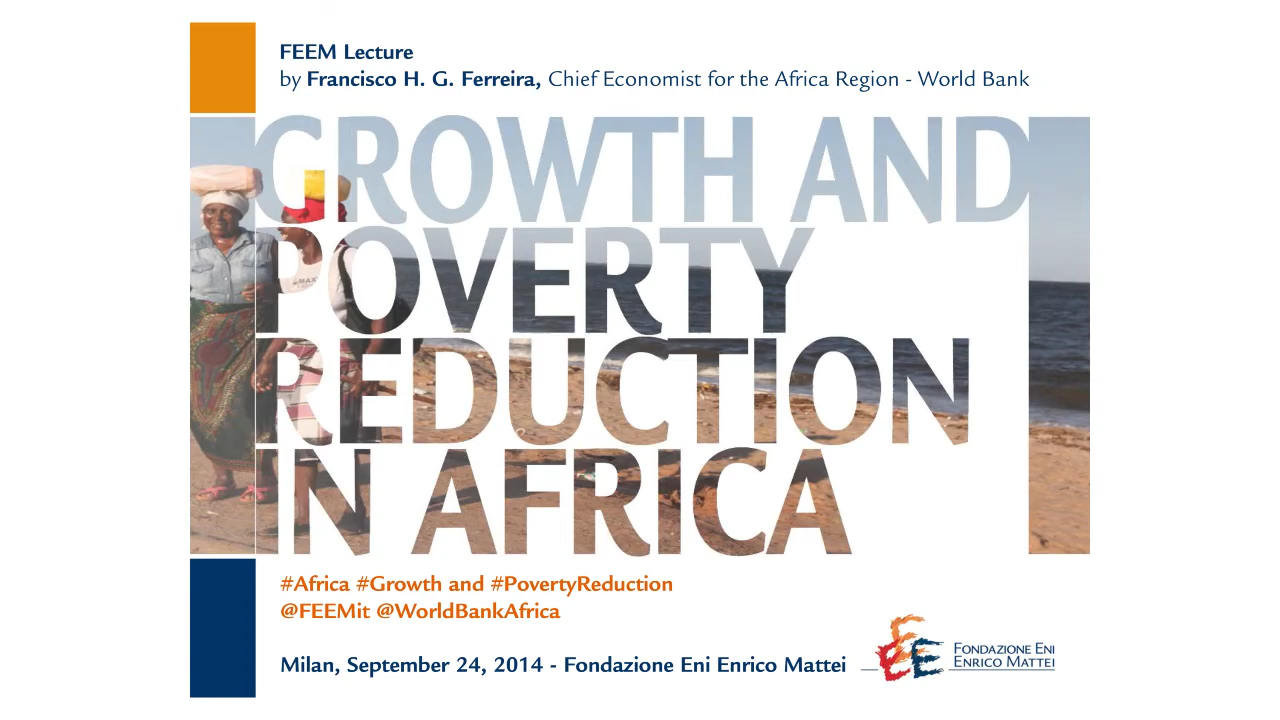 FEEM Lecture
by Francisco H. G. Ferreira, Chief Economist for the Africa Region - World Bank
GROWTH AND
POVERTY
REDUCTION
IN AFRICA
#Africa #Growth and #PovertyReduction
@FEEMit @WorldBankAfrica
Milan, September 24, 2014 - Fondazione Eni Enrico Mattei
FONDAZIONE ENI
ENRICO MATTEI